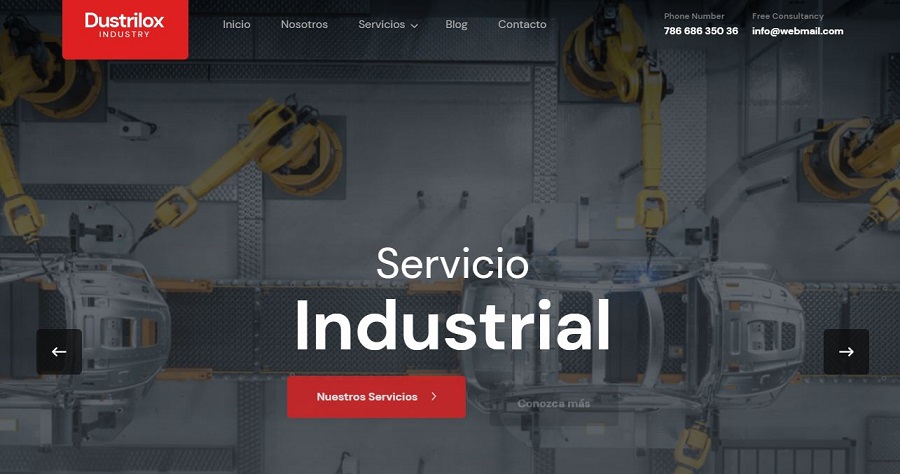 Dustrilox
INDUSTRY
Inicio
Nosotros
Servicios
Blog
Contacto
Phone Number
786 686 350 36
Free Consultancy
info@webmail.com
Servicio
Industrial
Nuestros Servicios
Conozca más